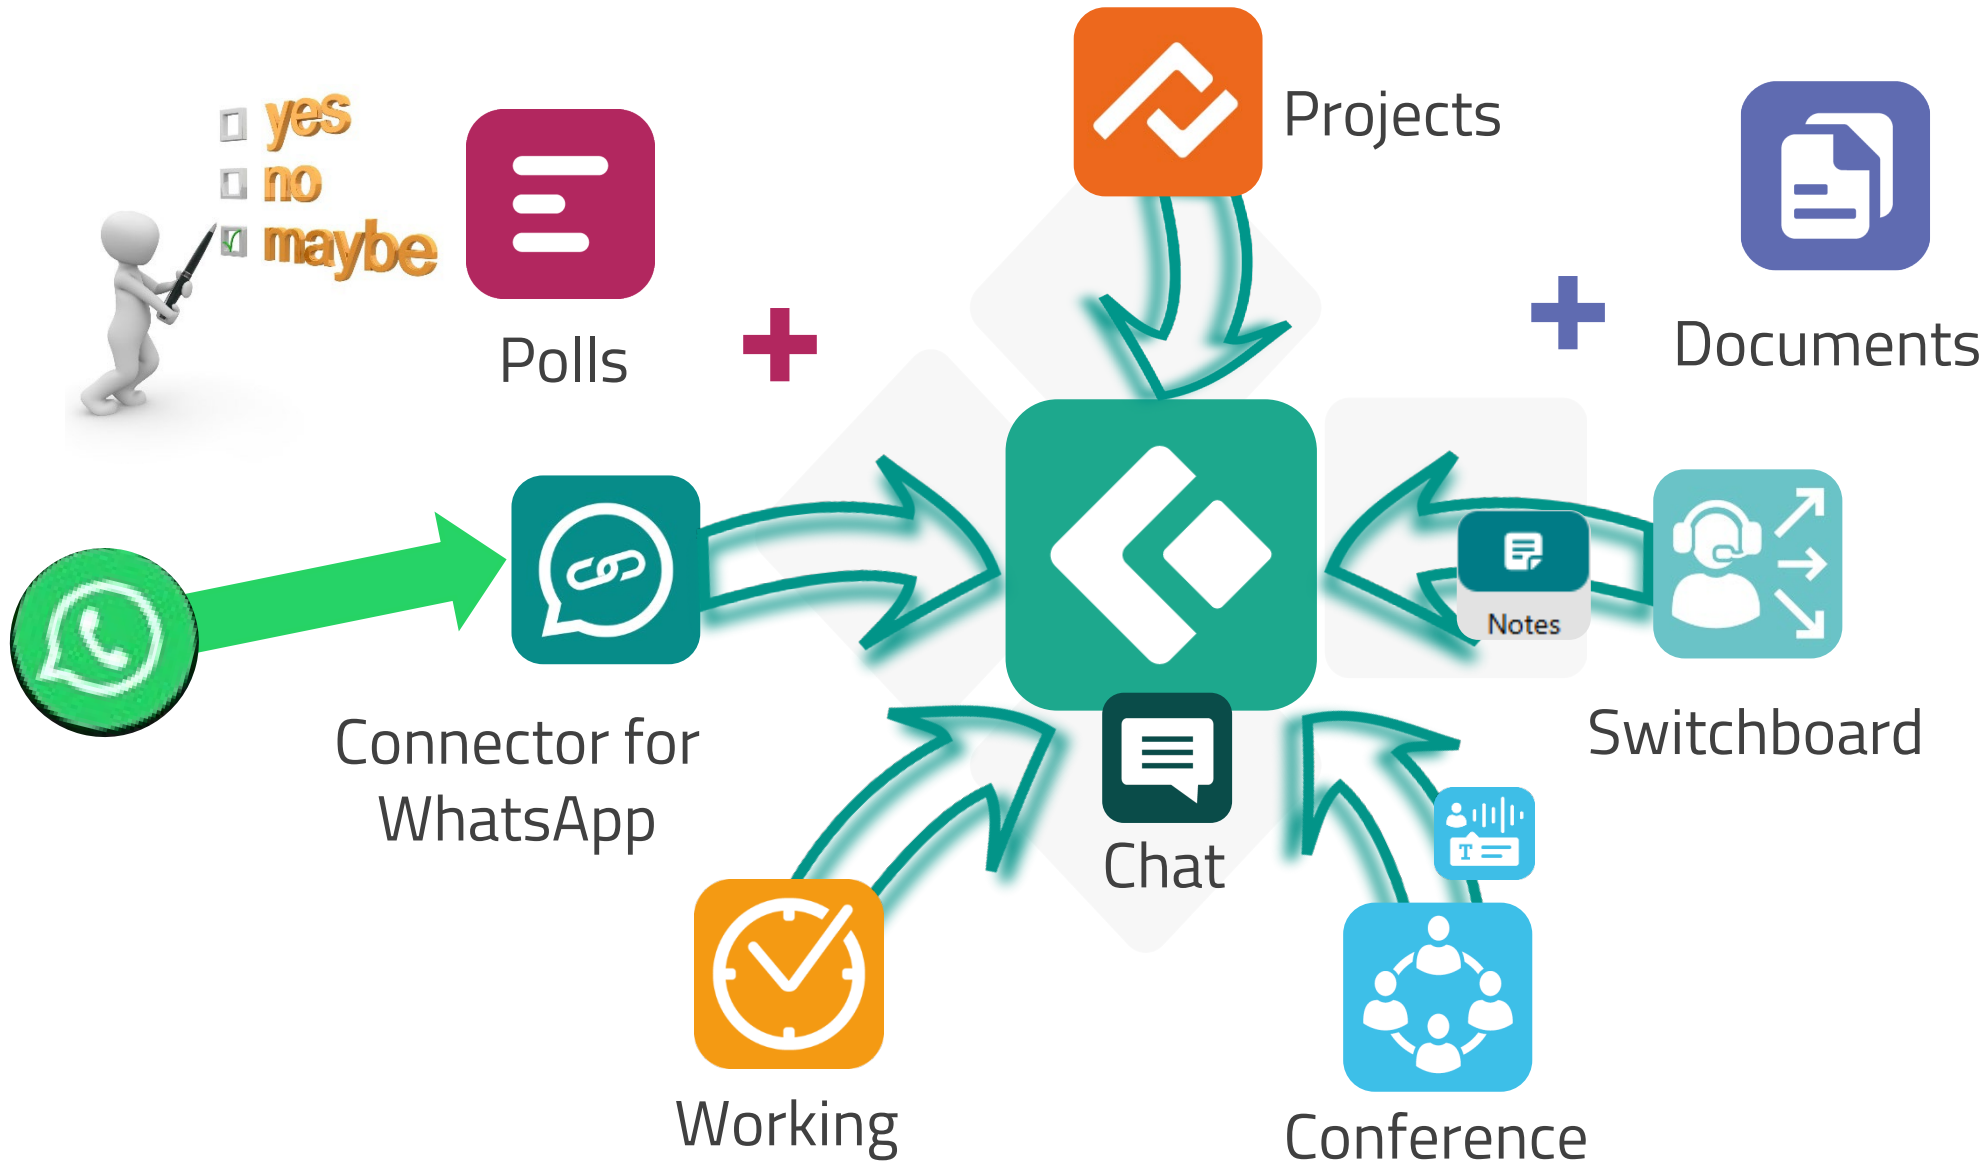 yes
no
maybe
Polls
Projects
Documents
Connector for
WhatsApp
Notes
Switchboard
Chat
T
Working
Conference